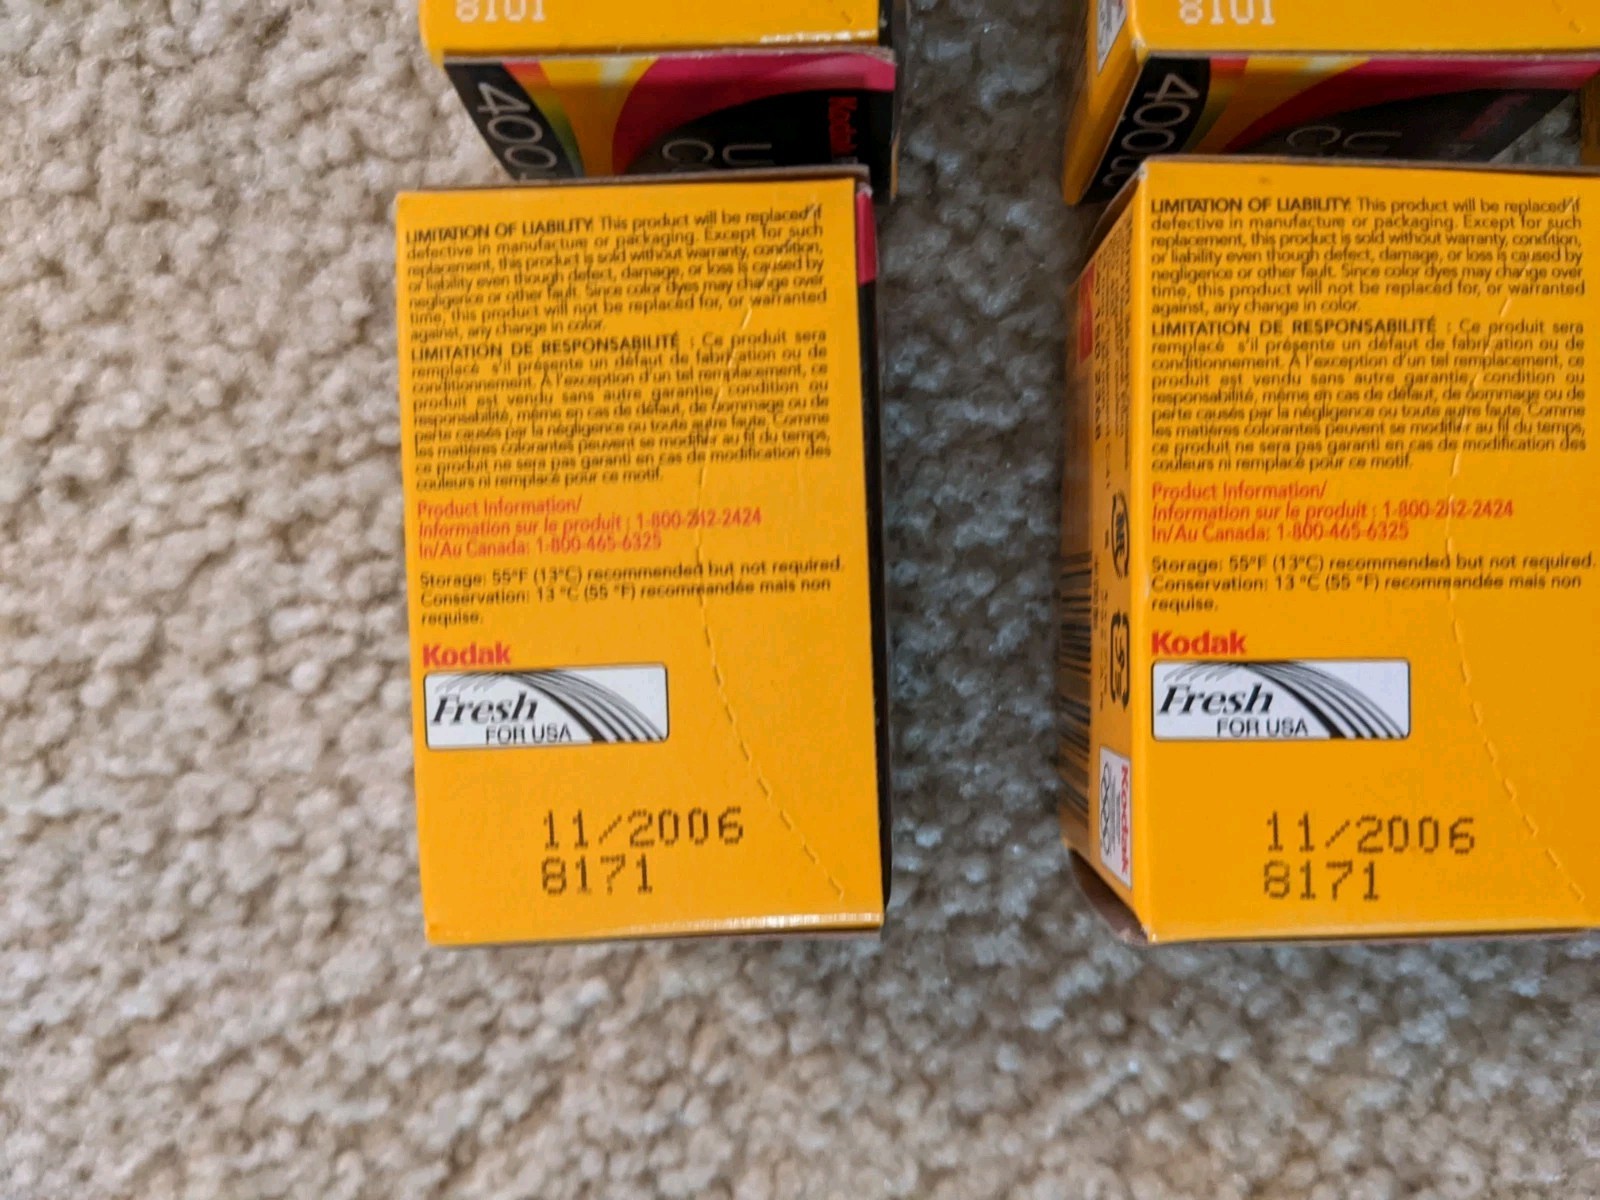 8101
8101
400
Kodak
U
C
400UC
U
C
LIMITATION OF LIABILITY: This product will be replaced if
defective in manufacture or packaging. Except for such
replacement, this product is sold without warranty, condition,
or liability even though defect, damage, or loss is caused by
negligence or other fault. Since color dyes may change over
time, this product will not be replaced for, or warranted
against, any change in color.
LIMITATION DE RESPONSABILITÉ : Ce produit sera
remplacé s'il présente un défaut de fabrication ou de
conditionnement. À l'exception d'un tel remplacement, ce
produit est vendu sans autre garantie, condition ou
responsabilité, même en cas de défaut, de dommage ou de
perte causés par la négligence ou toute autre faute. Comme
les matières colorantes peuvent se modifier au fil du temps,
ce produit ne sera pas garanti en cas de modification des
couleurs ni remplacé pour ce motif.
Product Information/
Information sur le produit : 1-800-242-2424
In/Au Canada: 1-800-465-6325
Storage: 55°F (13°C) recommended but not required.
Conservation: 13 °C (55 °F) recommandée mais non
requise.
Kodak
Fresh
FOR USA
11/2006
8171
LIMITATION OF LIABILITY: This product will be replaced if
defective in manufacture or packaging. Except for such
replacement, this product is sold without warranty, condition,
or liability even though defect, damage, or loss is caused by
negligence or other fault. Since color dyes may change over
time, this product will not be replaced for, or warranted
against, any change in color.
LIMITATION DE RESPONSABILITÉ : Ce produit sera
remplacé s'il présente un défaut de fabrication ou de
conditionnement. À l'exception d'un tel remplacement, ce
produit est vendu sans autre garantie, condition ou
responsabilité, même en cas de défaut, de dommage ou de
perte causés par la négligence ou toute autre faute. Comme
les matières colorantes peuvent se modifier au fil du temps,
ce produit ne sera pas garanti en cas de modification des
couleurs ni remplacé pour ce motif.
Product Information/
Information sur le produit : 1-800-242-2424
In/Au Canada: 1-800-465-6325
Storage: 55°F (13°C) recommended but not required.
Conservation: 13 °C (55 °F) recommandée mais non
requise.
Kodak
Fresh
FOR USA
11/2006
8171
Kodak